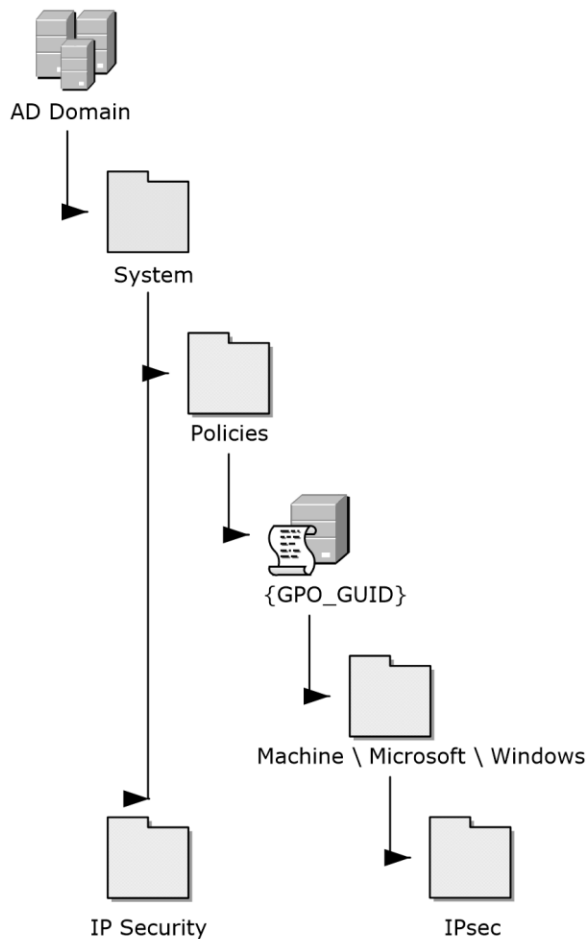 AD Domain
System
Policies
{GPO_GUID}
Machine \ Microsoft \ Windows
IP Security
IPsec